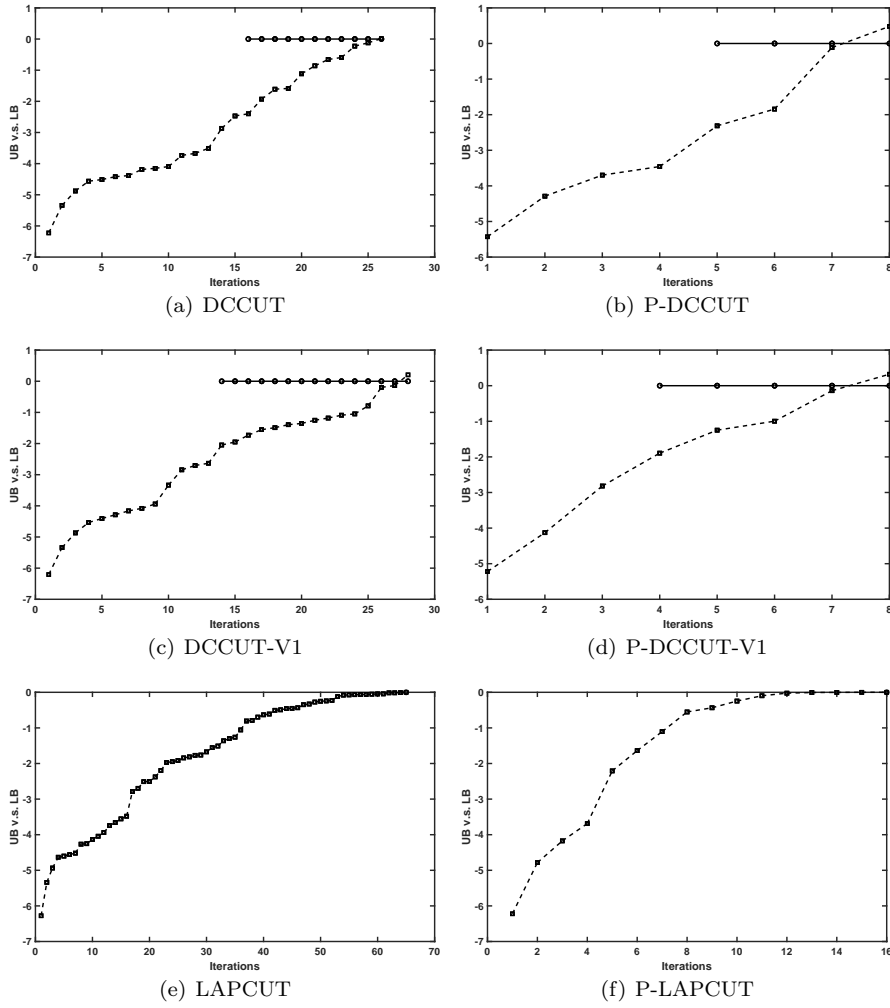 1
0
-1
-2
-3
-4
-5
-6
-7
UB v.s. LB
0 5 10 15 20 25 30
Iterations
(a) DCCUT
1
0
-1
-2
-3
-4
-5
-6
UB v.s. LB
1 2 3 4 5 6 7 8
Iterations
(b) P-DCCUT
1
0
-1
-2
-3
-4
-5
-6
-7
UB v.s. LB
0 5 10 15 20 25 30
Iterations
(c) DCCUT-V1
1
0
-1
-2
-3
-4
-5
-6
UB v.s. LB
1 2 3 4 5 6 7 8
Iterations
(d) P-DCCUT-V1
0
-1
-2
-3
-4
-5
-6
-7
UB v.s. LB
0 10 20 30 40 50 60 70
Iterations
(e) LAPCUT
0
-1
-2
-3
-4
-5
-6
-7
UB v.s. LB
0 2 4 6 8 10 12 14 16
Iterations
(f) P-LAPCUT